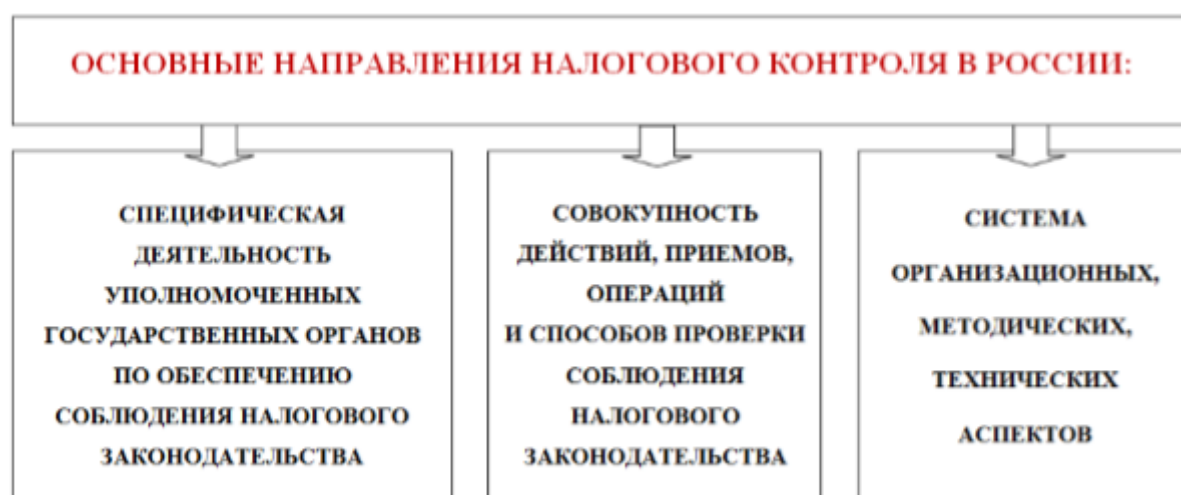 ОСНОВНЫЕ НАПРАВЛЕНИЯ НАЛОГОВОГО КОНТРОЛЯ В РОССИИ:
СПЕЦИФИЧЕСКАЯ
ДЕЯТЕЛЬНОСТЬ
УПОЛНОМОЧЕННЫХ
ГОСУДАРСТВЕННЫХ ОРГАНОВ
ПО ОБЕСПЕЧЕНИЮ
СОБЛЮДЕНИЯ НАЛОГОВОГО
ЗАКОНОДАТЕЛЬСТВА
СОВОКУПНОСТЬ
ДЕЙСТВИЙ, ПРИЕМОВ,
ОПЕРАЦИЙ
И СПОСОБОВ ПРОВЕРКИ
СОБЛЮДЕНИЯ
НАЛОГОВОГО
ЗАКОНОДАТЕЛЬСТВА
СИСТЕМА
ОРГАНИЗАЦИОННЫХ,
МЕТОДИЧЕСКИХ,
ТЕХНИЧЕСКИХ
АСПЕКТОВ